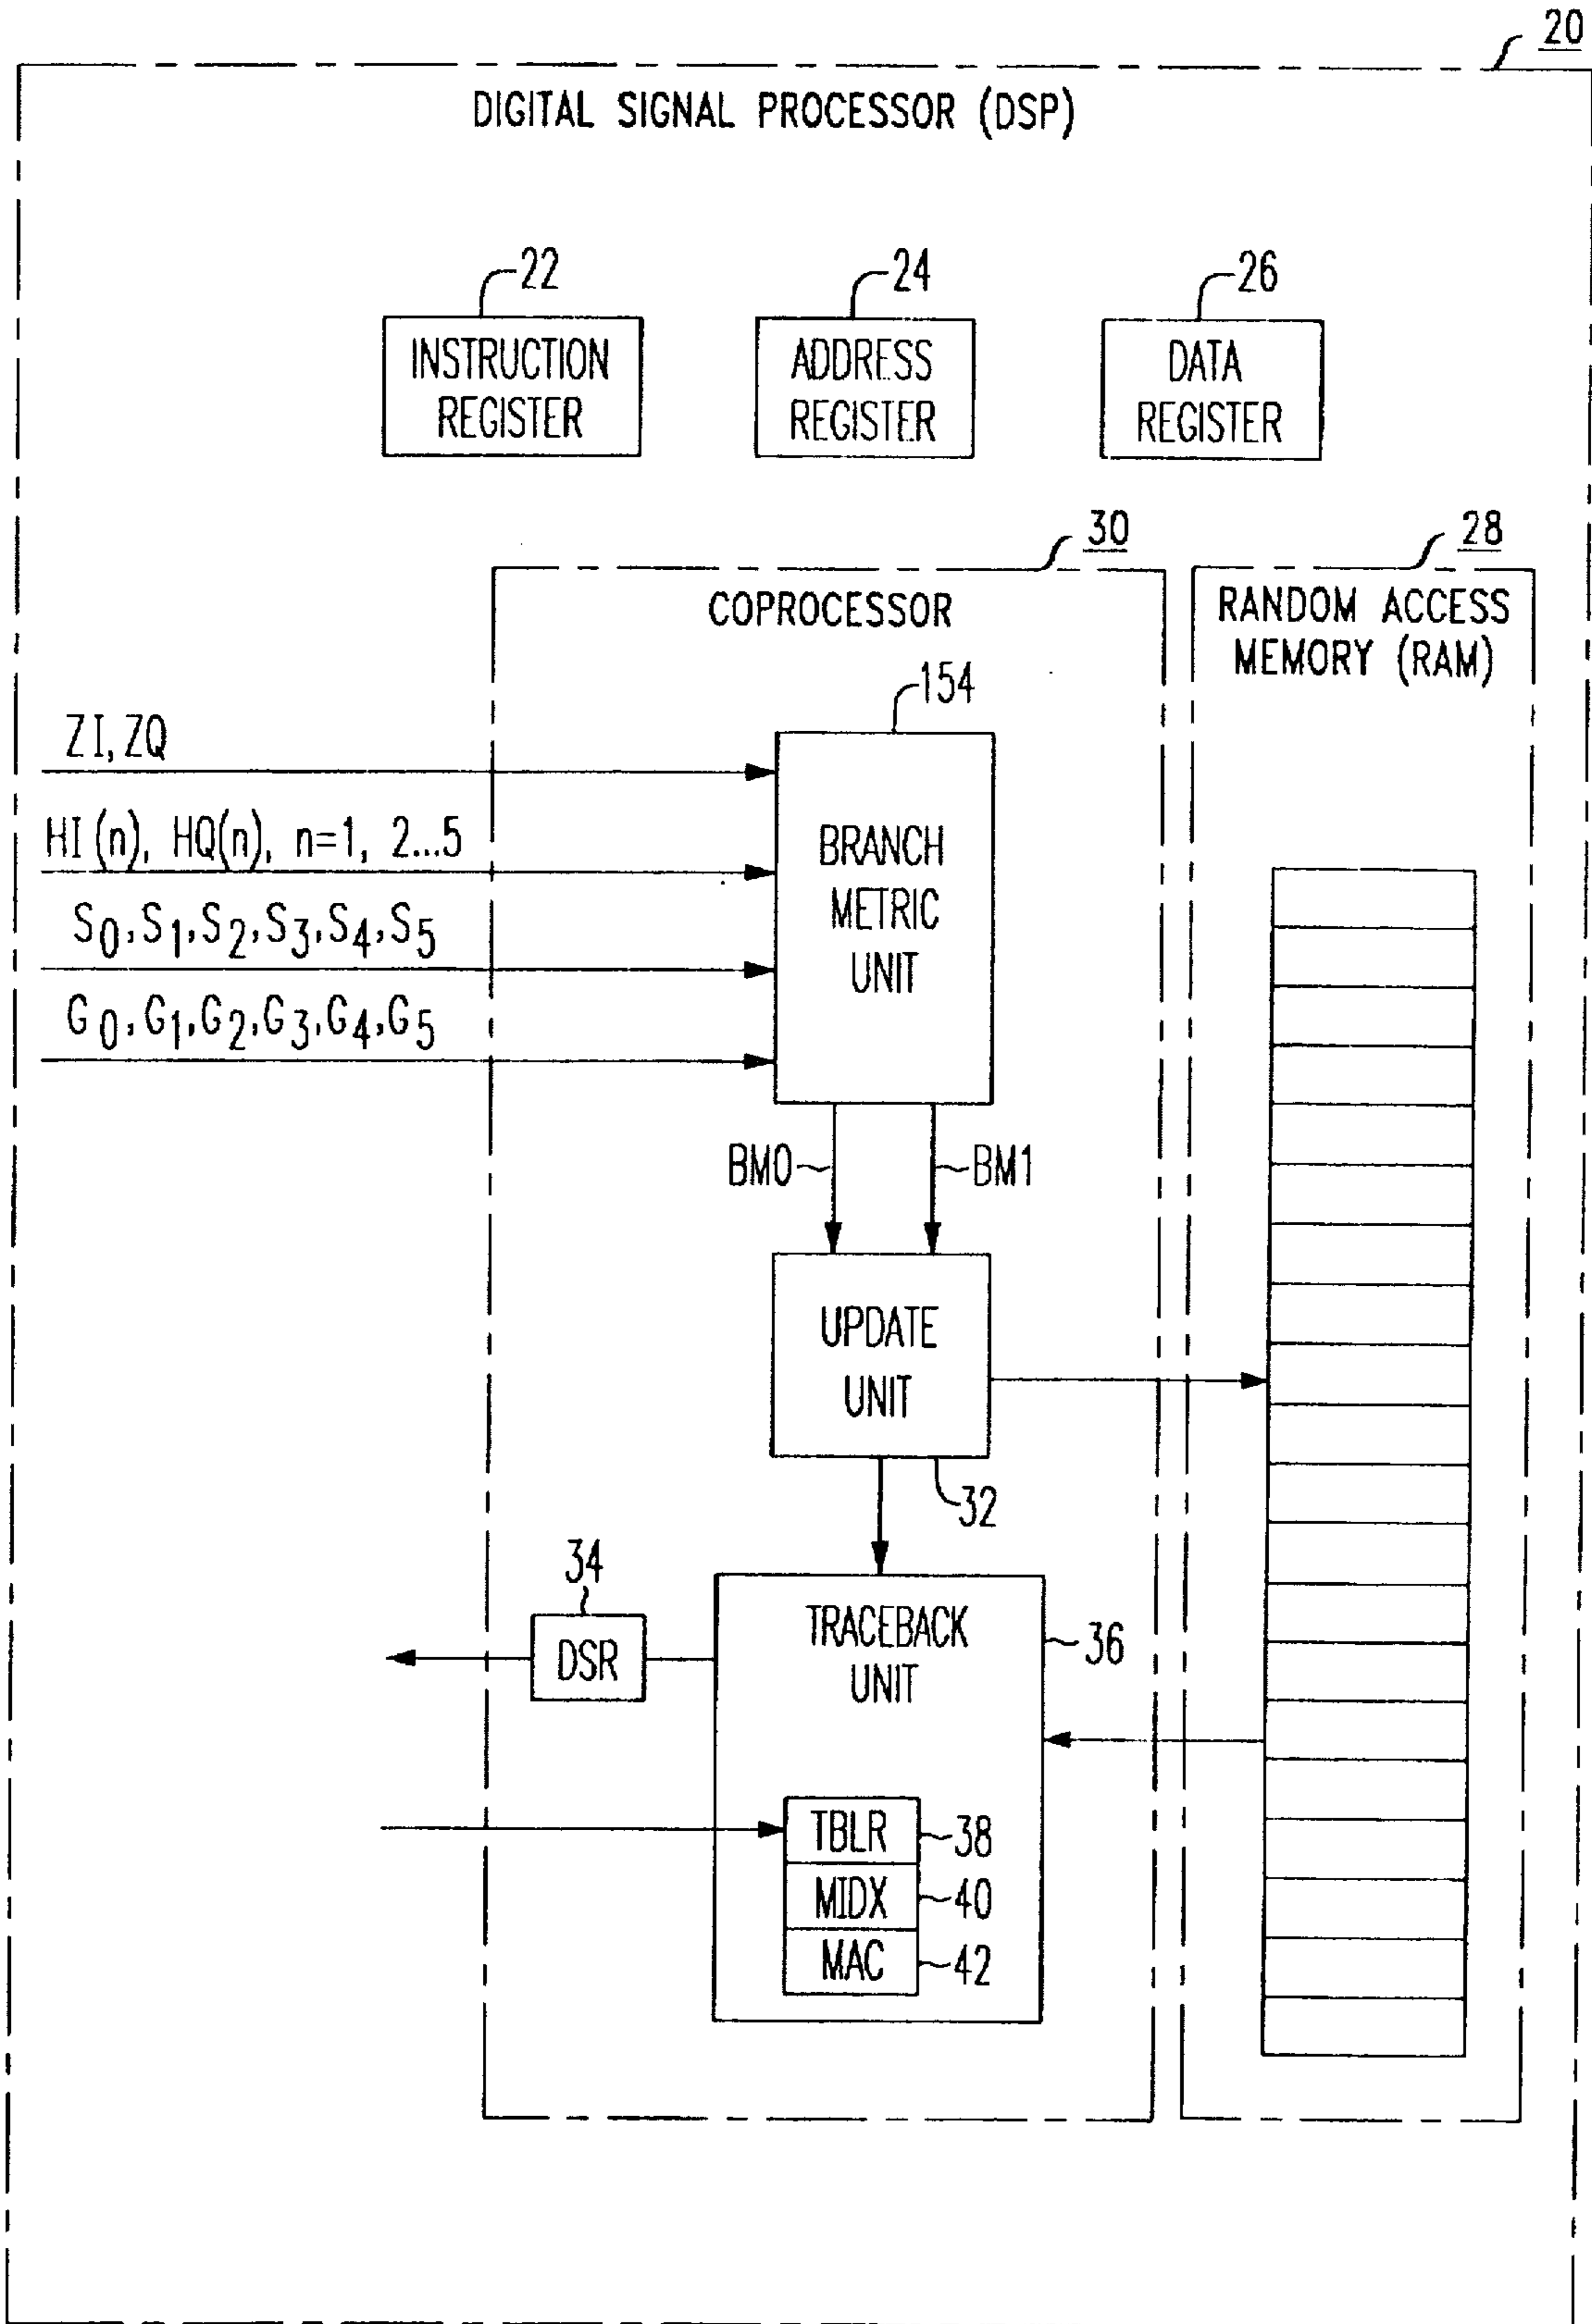 20
DIGITAL SIGNAL PROCESSOR (DSP)
22
24
26
INSTRUCTION
REGISTER
ADDRESS
REGISTER
DATA
REGISTER
30
28
COPROCESSOR
RANDOM ACCESS
MEMORY (RAM)
154
ZI, ZQ
HI (n), HQ(n), n=1, 2...5
S0, S1, S2, S3, S4, S5
G0, G1, G2, G3, G4, G5
BRANCH
METRIC
UNIT
BM0
BM1
UPDATE
UNIT
32
34
DSR
TRACEBACK
UNIT
36
TBLR
38
MIDX
40
MAC
42